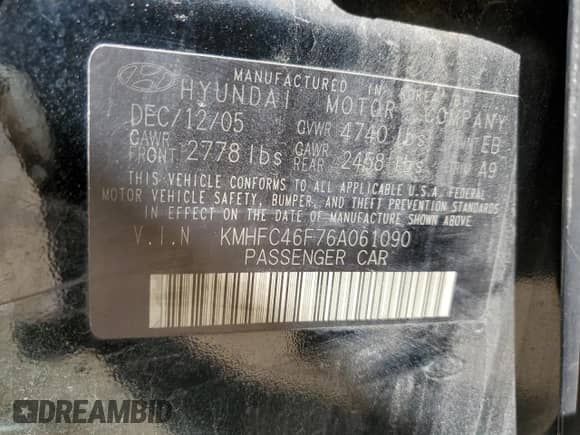 MANUFACTURED IN KOREA BY
HYUNDAI MOTOR COMPANY
DEC/12/05 GVWR 4740 lbs EB
GAWR FRONT 2778 lbs GAWR REAR 2458 lbs A9
THIS VEHICLE CONFORMS TO ALL APPLICABLE U.S.A. FEDERAL
MOTOR VEHICLE SAFETY, BUMPER, AND THEFT PREVENTION STANDARDS
IN EFFECT ON THE DATE OF MANUFACTURE SHOWN ABOVE
V.I.N KMHFC46F76A061090
PASSENGER CAR
DREAMBID